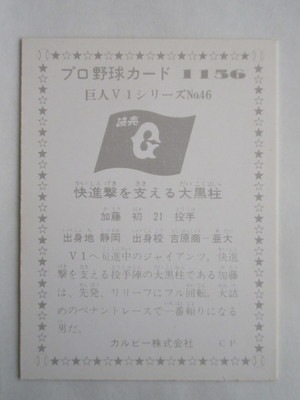 プロ野球カード 1156
巨人V1シリーズNo.46
読売
G
快進撃を支える大黒柱
加藤 初 21 投手
出身地 静岡 出身校 吉原商―亜大
V1へ前進中のジャイアンツ。快進
撃を支える投手陣の大黒柱である加藤
は、先発、リリーフにフル回転。大詰
めのペナントレースで一番頼りになる
男だ。
カルビー株式会社 CP